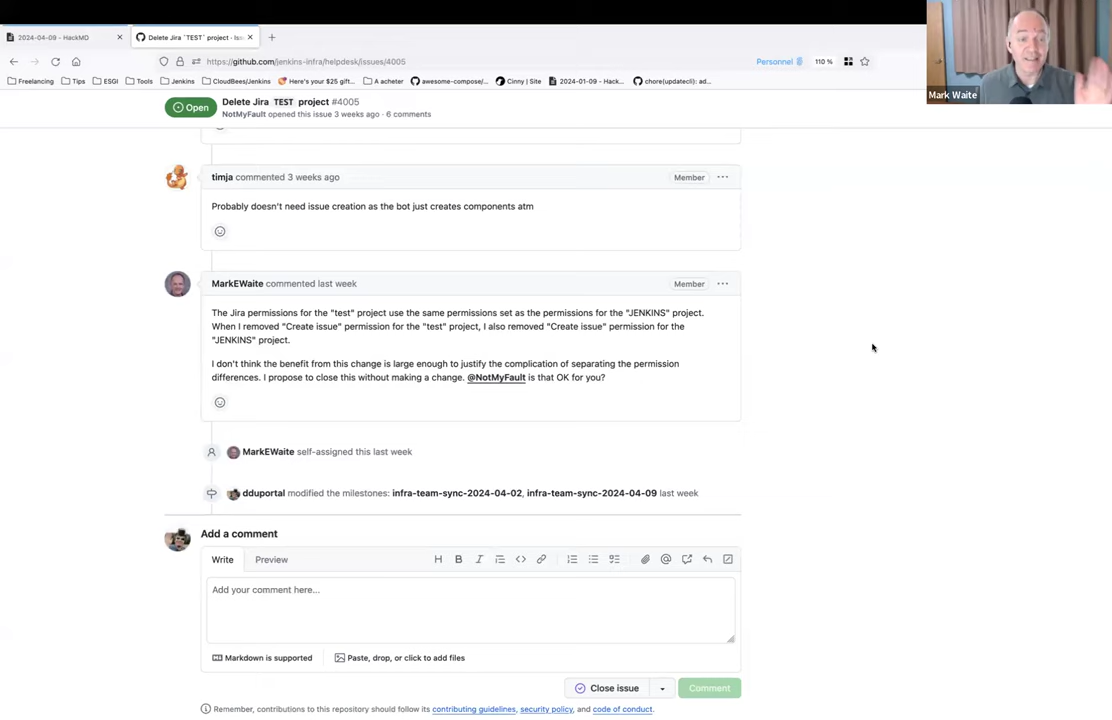 2024-04-09 - HackMD
Delete Jira `TEST` project · Iss
https://github.com/jenkins-infra/helpdesk/issues/4005
Personnel
110 %
Freelancing
Tips
ESGI
Tools
Jenkins
CloudBees/Jenkins
Here's your $25 gift...
A acheter
awesome-compose/...
Cinny | Site
2024-01-09 - Hack...
chore(updatecli): ad...
Mark Waite
Open
Delete Jira TEST project #4005
NotMyFault opened this issue 3 weeks ago · 6 comments
timja commented 3 weeks ago
Member
Probably doesn't need issue creation as the bot just creates components atm
MarkEWaite commented last week
Member
The Jira permissions for the "test" project use the same permissions set as the permissions for the "JENKINS" project.
When I removed "Create issue" permission for the "test" project, I also removed "Create issue" permission for the
"JENKINS" project.
I don't think the benefit from this change is large enough to justify the complication of separating the permission
differences. I propose to close this without making a change. @NotMyFault is that OK for you?
MarkEWaite self-assigned this last week
dduportal modified the milestones: infra-team-sync-2024-04-02, infra-team-sync-2024-04-09 last week
Add a comment
Write
Preview
Add your comment here...
Markdown is supported
Paste, drop, or click to add files
Close issue
Comment
Remember, contributions to this repository should follow its contributing guidelines, security policy, and code of conduct.